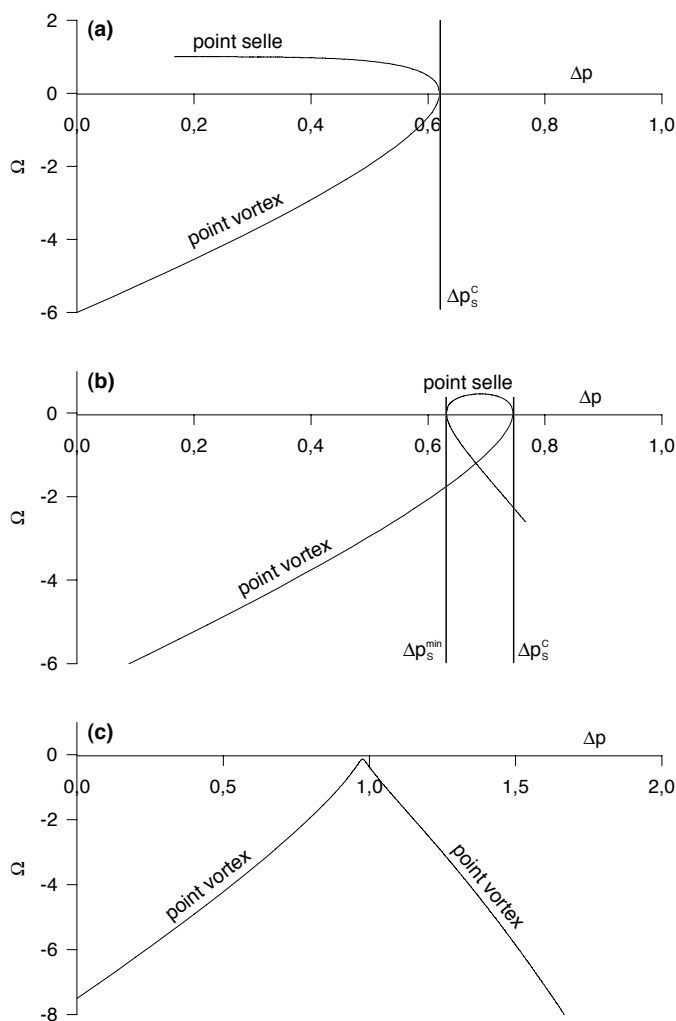 2
(a)
point selle
Δp
0
0,0 0,2 0,4 0,6 0,8 1,0
Ω
-2
point vortex
-4
-6
Δp_S^C
(b)
point selle
Δp
0
0,0 0,2 0,4 0,6 0,8 1,0
Ω
-2
point vortex
-4
-6
Δp_S^min Δp_S^C
(c)
Δp
0
0,0 0,5 1,0 1,5 2,0
-2
Ω
-4
point vortex point vortex
-6
-8